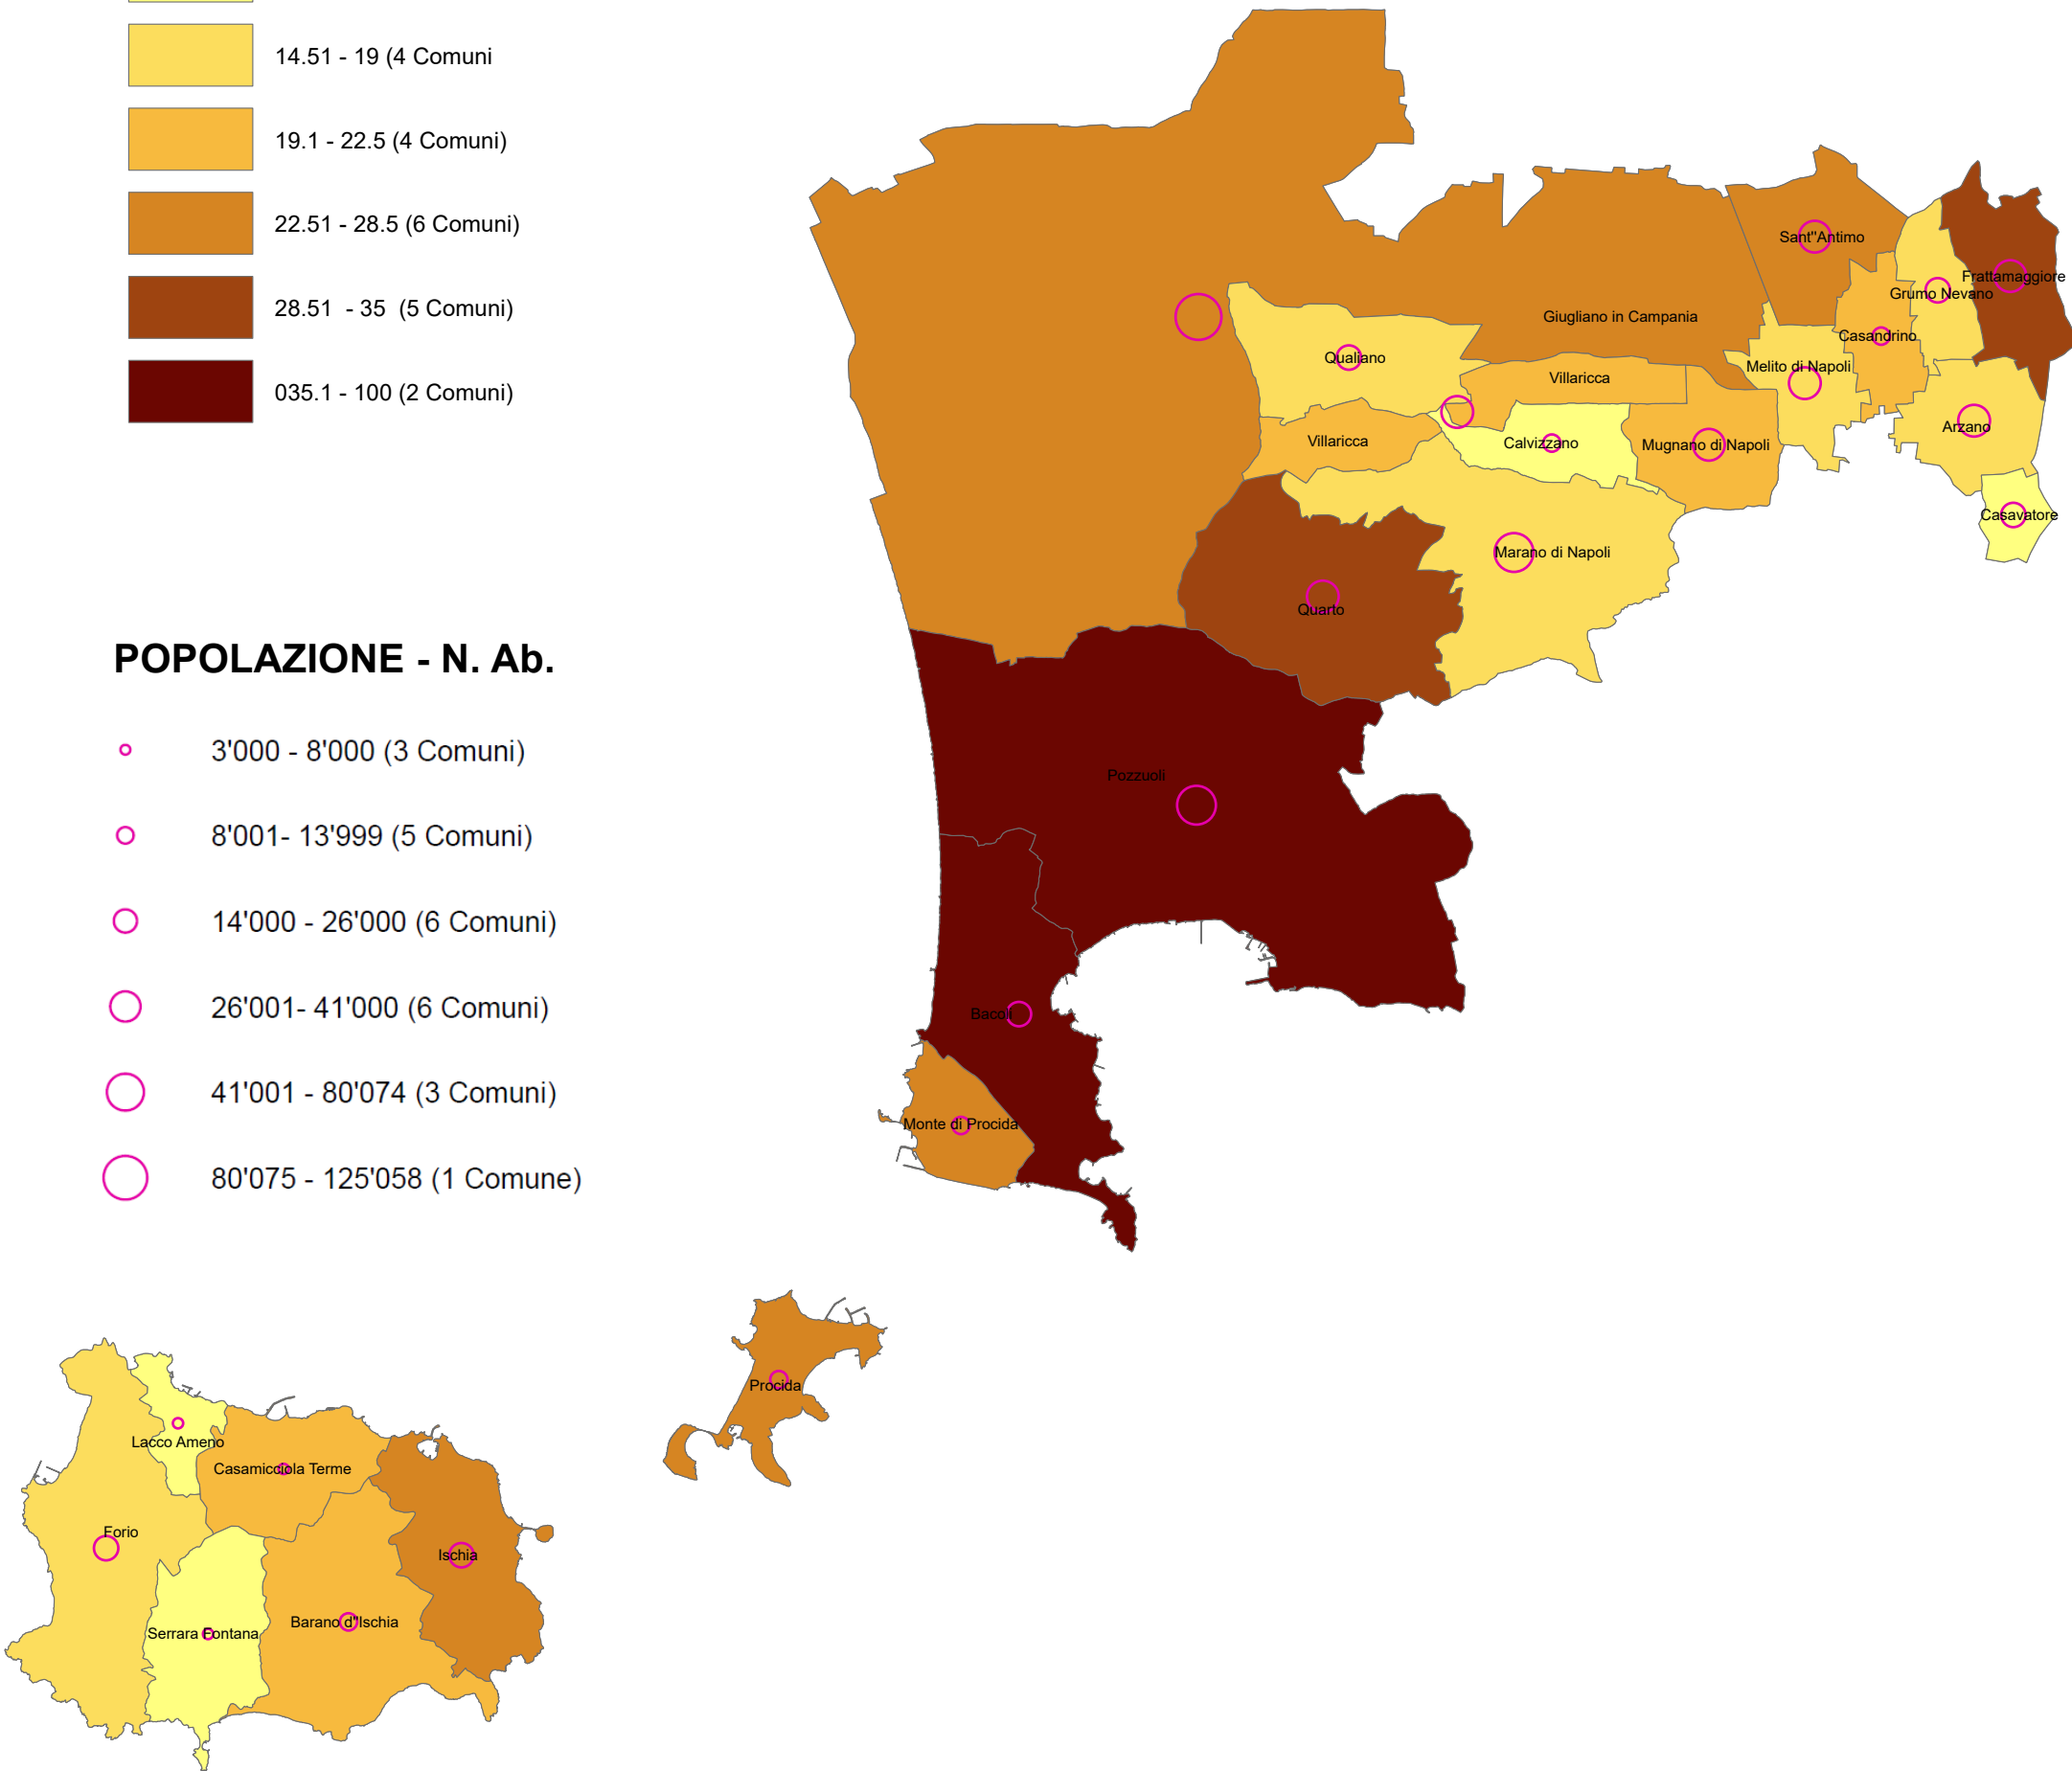 14.51 - 19 (4 Comuni
19.1 - 22.5 (4 Comuni)
22.51 - 28.5 (6 Comuni)
28.51 - 35 (5 Comuni)
035.1 - 100 (2 Comuni)
POPOLAZIONE - N. Ab.
3'000 - 8'000 (3 Comuni)
8'001- 13'999 (5 Comuni)
14'000 - 26'000 (6 Comuni)
26'001- 41'000 (6 Comuni)
41'001 - 80'074 (3 Comuni)
80'075 - 125'058 (1 Comune)
Sant''Antimo
Frattamaggiore
Grumo Nevano
Giugliano in Campania
Casandrino
Qualiano
Melito di Napoli
Villaricca
Arzano
Villaricca
Calvizzano
Mugnano di Napoli
Casavatore
Marano di Napoli
Quarto
Pozzuoli
Bacoli
Monte di Procida
Procida
Lacco Ameno
Casamicciola Terme
Forio
Ischia
Barano d''Ischia
Serrara Fontana